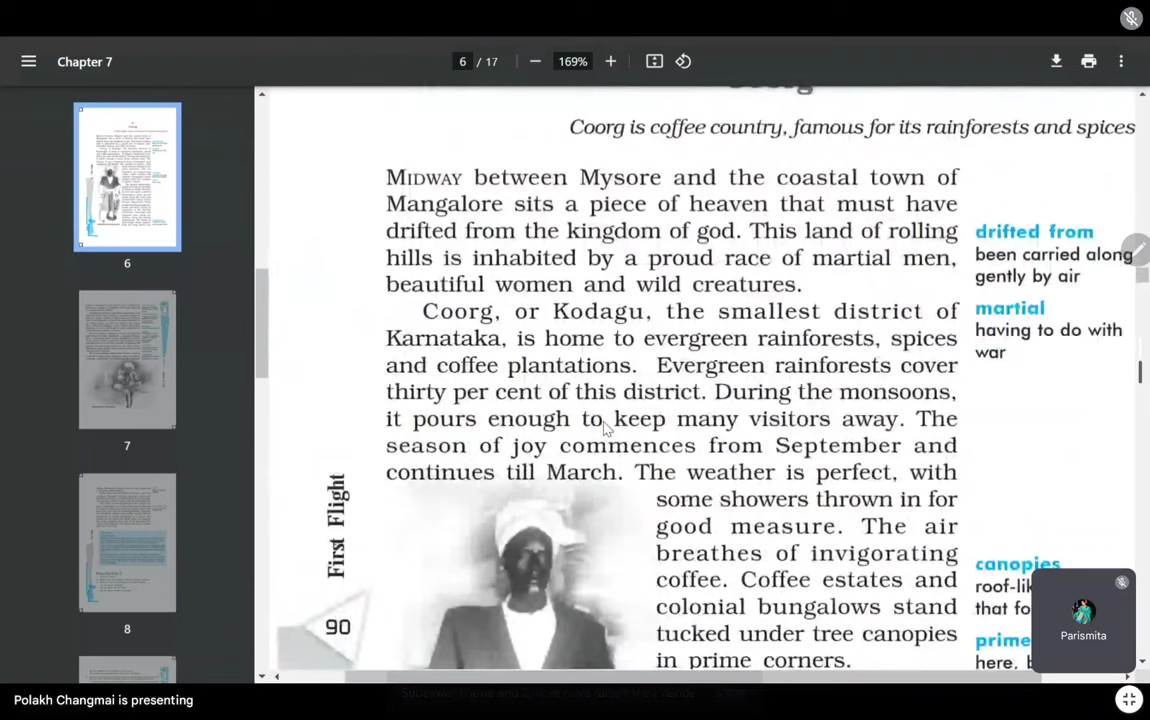 Chapter 7
6 / 17
169%
Coorg is coffee country, famous for its rainforests and spices
MIDWAY between Mysore and the coastal town of
Mangalore sits a piece of heaven that must have
drifted from the kingdom of god. This land of rolling
hills is inhabited by a proud race of martial men,
beautiful women and wild creatures.
Coorg, or Kodagu, the smallest district of
Karnataka, is home to evergreen rainforests, spices
and coffee plantations. Evergreen rainforests cover
thirty per cent of this district. During the monsoons,
it pours enough to keep many visitors away. The
season of joy commences from September and
continues till March. The weather is perfect, with
some showers thrown in for
good measure. The air
breathes of invigorating
coffee. Coffee estates and
colonial bungalows stand
tucked under tree canopies
in prime corners.
drifted from
been carried along
gently by air
martial
having to do with
war
canopies
roof-lik
that fo
prime
here, b
First Flight
90
6
7
8
Parismita
Polakh Changmai is presenting